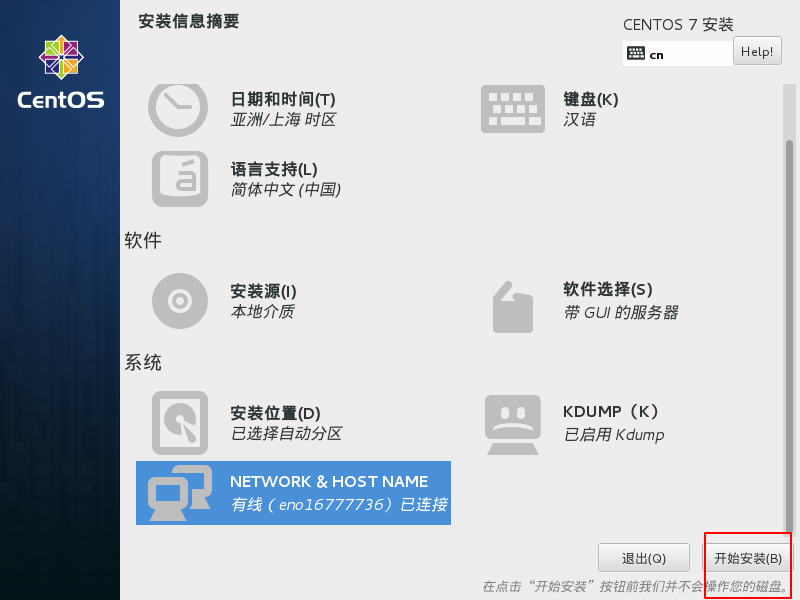 安装信息摘要
CENTOS 7 安装
cn
Help!
CentOS
日期和时间(T)
亚洲/上海 时区
键盘(K)
汉语
语言支持(L)
简体中文 (中国)
软件
安装源(I)
本地介质
软件选择(S)
带 GUI 的服务器
系统
安装位置(D)
已选择自动分区
KDUMP（K）
已启用 Kdump
NETWORK & HOST NAME
有线（eno16777736）已连接
退出(Q)
开始安装(B)
在点击“开始安装”按钮前我们并不会操作您的磁盘。